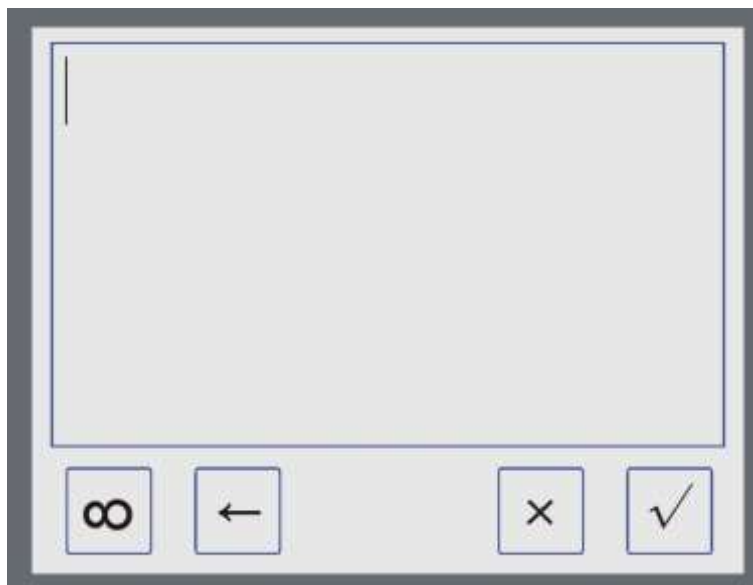 ∞ ← × √